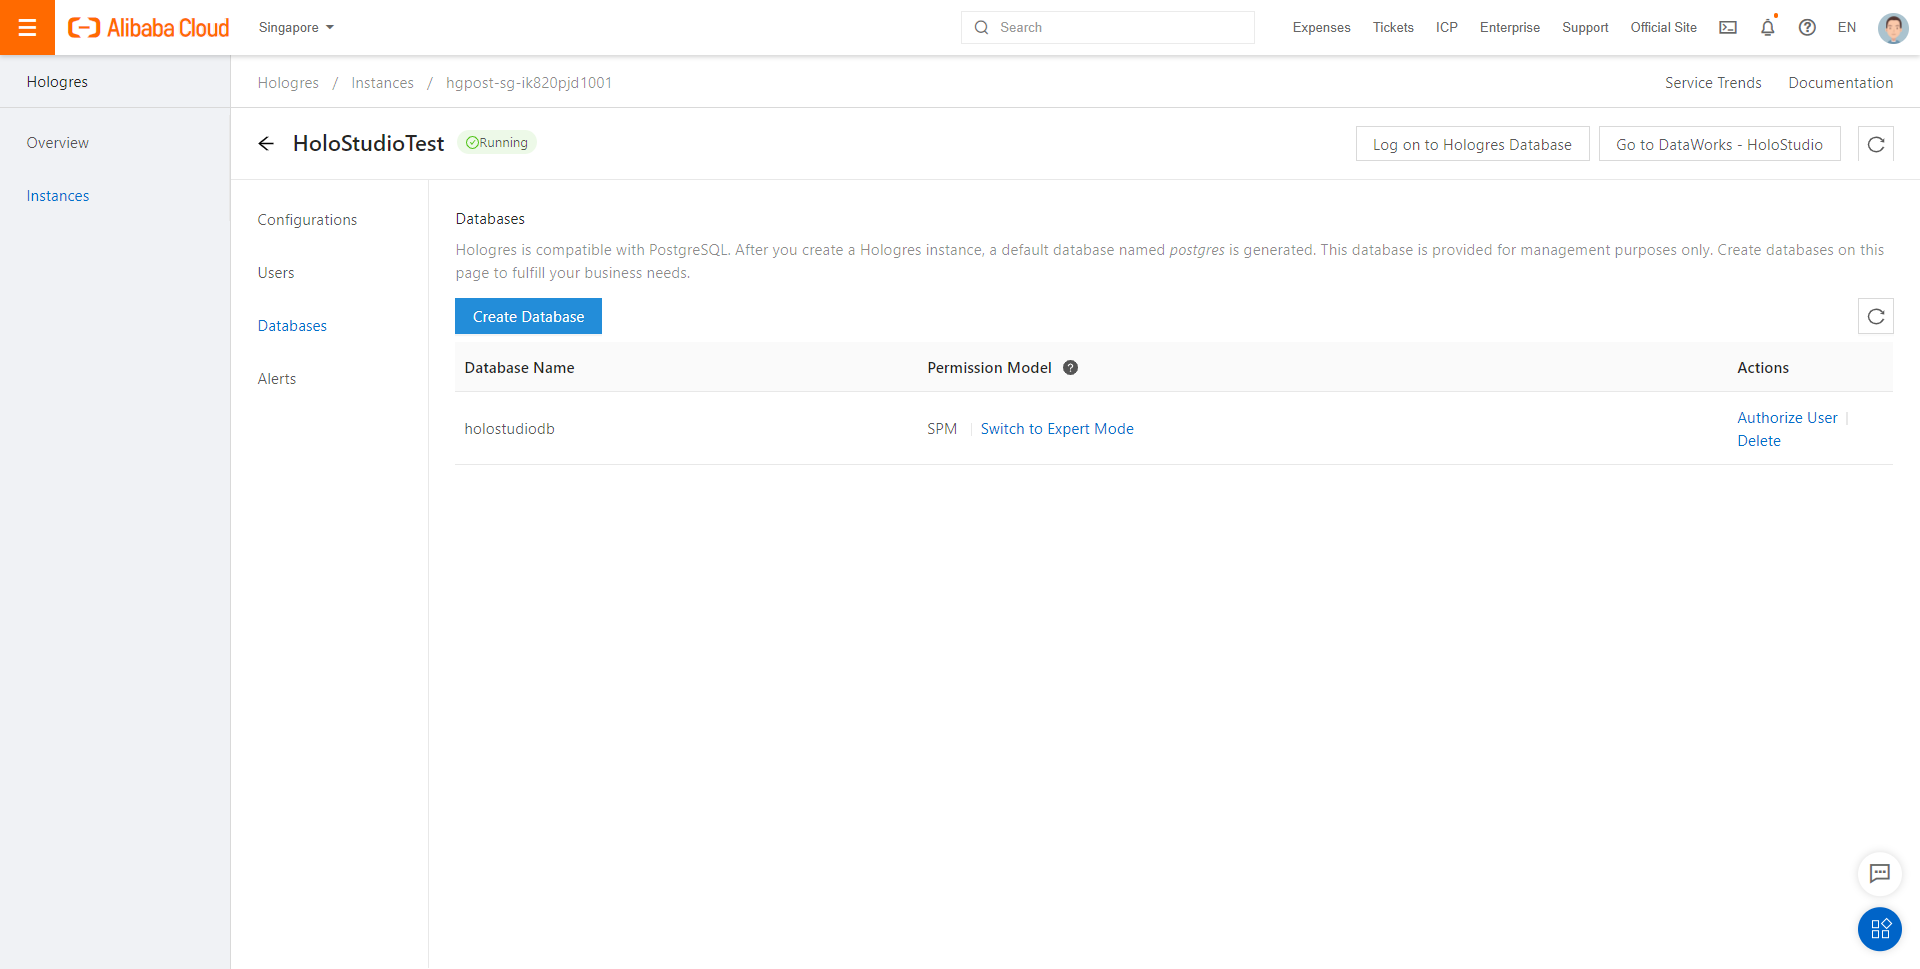 Alibaba Cloud
Singapore
Search
Expenses
Tickets
ICP
Enterprise
Support
Official Site
EN
Hologres
Overview
Instances
Hologres / Instances / hgpost-sg-ik820pjd1001
Service Trends
Documentation
HoloStudioTest
Running
Log on to Hologres Database
Go to DataWorks - HoloStudio
Configurations
Users
Databases
Alerts
Databases
Hologres is compatible with PostgreSQL. After you create a Hologres instance, a default database named postgres is generated. This database is provided for management purposes only. Create databases on this
page to fulfill your business needs.
Create Database
Database Name
Permission Model
Actions
holostudiodb
SPM
Switch to Expert Mode
Authorize User
Delete